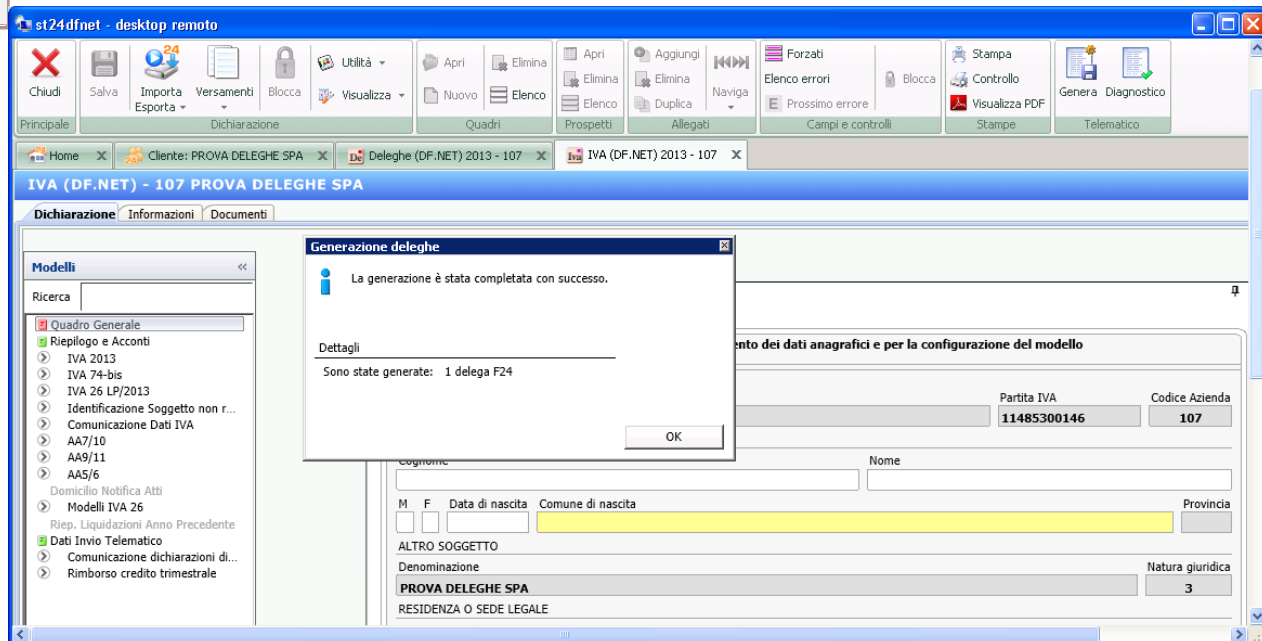 st24dfnet - desktop remoto
Chiudi
Salva
24
Importa
Esporta
Versamenti
Blocca
Utilità
Visualizza
Apri
Nuovo
Elimina
Elenco
Apri
Elimina
Elenco
Aggiungi
Elimina
Duplica
Naviga
Forzati
Elenco errori
E Prossimo errore
Blocca
Stampa
Controllo
Visualizza PDF
Genera
Diagnostico
Principale
Dichiarazione
Quadri
Prospetti
Allegati
Campi e controlli
Stampe
Telematico
Home X
Cliente: PROVA DELEGHE SPA X
De Deleghe (DF.NET) 2013 - 107 X
Iva IVA (DF.NET) 2013 - 107 X
IVA (DF.NET) - 107 PROVA DELEGHE SPA
Dichiarazione Informazioni Documenti
Modelli «
Ricerca
Quadro Generale
Riepilogo e Acconti
IVA 2013
IVA 74-bis
IVA 26 LP/2013
Identificazione Soggetto non r...
Comunicazione Dati IVA
AA7/10
AA9/11
AA5/6
Domicilio Notifica Atti
Modelli IVA 26
Riep. Liquidazioni Anno Precedente
Dati Invio Telematico
Comunicazione dichiarazioni di...
Rimborso credito trimestrale
Generazione deleghe
La generazione è stata completata con successo.
Dettagli
Sono state generate: 1 delega F24
OK
ento dei dati anagrafici e per la configurazione del modello
Partita IVA Codice Azienda
11485300146 107
Cognome Nome
M F Data di nascita Comune di nascita Provincia
ALTRO SOGGETTO
Denominazione Natura giuridica
PROVA DELEGHE SPA 3
RESIDENZA O SEDE LEGALE